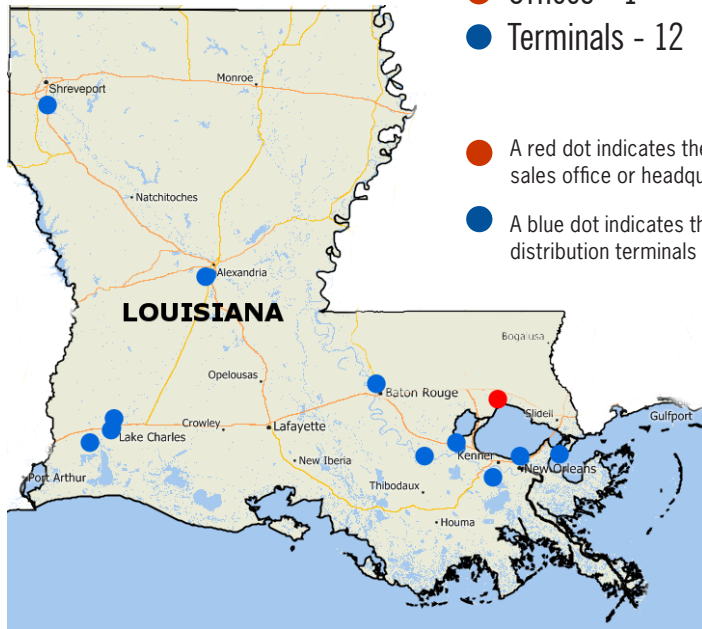 Terminals - 12
A red dot indicates the
sales office or
A blue dot indicates
distribution terminals
Shreveport
Monroe
Natchitoches
Alexandria
LOUISIANA
Bogalusa
Opelousas
Baton Rouge
Slidell
Gulfport
Crowley
Lafayette
Lake Charles
Kenner
New Iberia
New Orleans
Port Arthur
Thibodaux
Houma